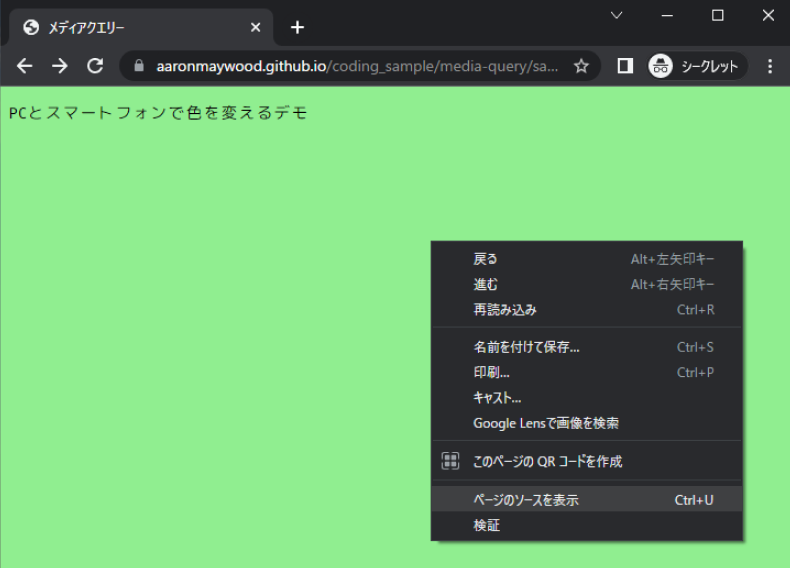 メディアクエリー
aaronmaywood.github.io/coding_sample/media-query/sa...
シークレット
PCとスマートフォンで色を変えるデモ
戻る Alt+左矢印キー
進む Alt+右矢印キー
再読み込み Ctrl+R
名前を付けて保存... Ctrl+S
印刷... Ctrl+P
キャスト...
Google Lensで画像を検索
このページの QR コードを作成
ページのソースを表示 Ctrl+U
検証